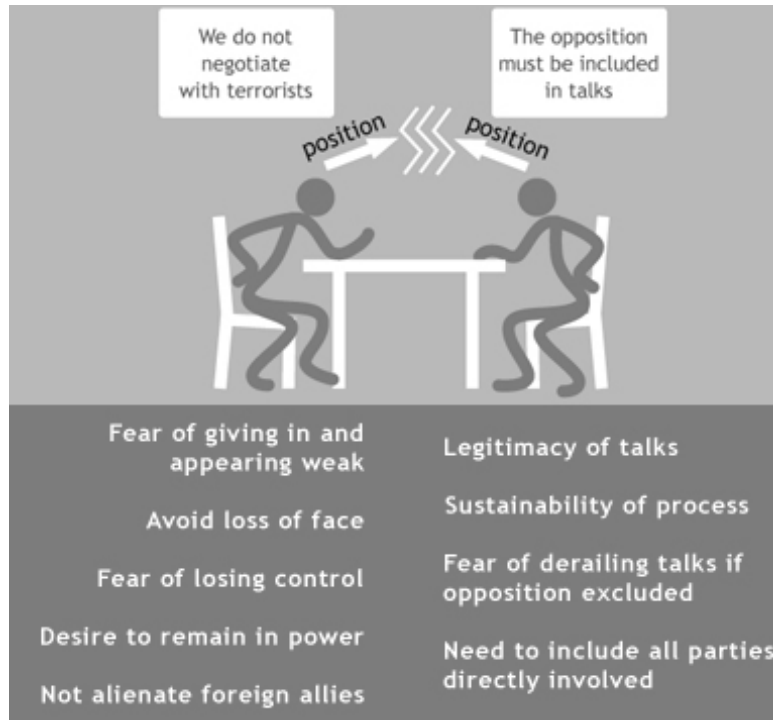 We do not
negotiate
with terrorists
The opposition
must be included
in talks
position
position
Fear of giving in and
appearing weak
Avoid loss of face
Fear of losing control
Desire to remain in power
Not alienate foreign allies
Legitimacy of talks
Sustainability of process
Fear of derailing talks if
opposition excluded
Need to include all parties
directly involved